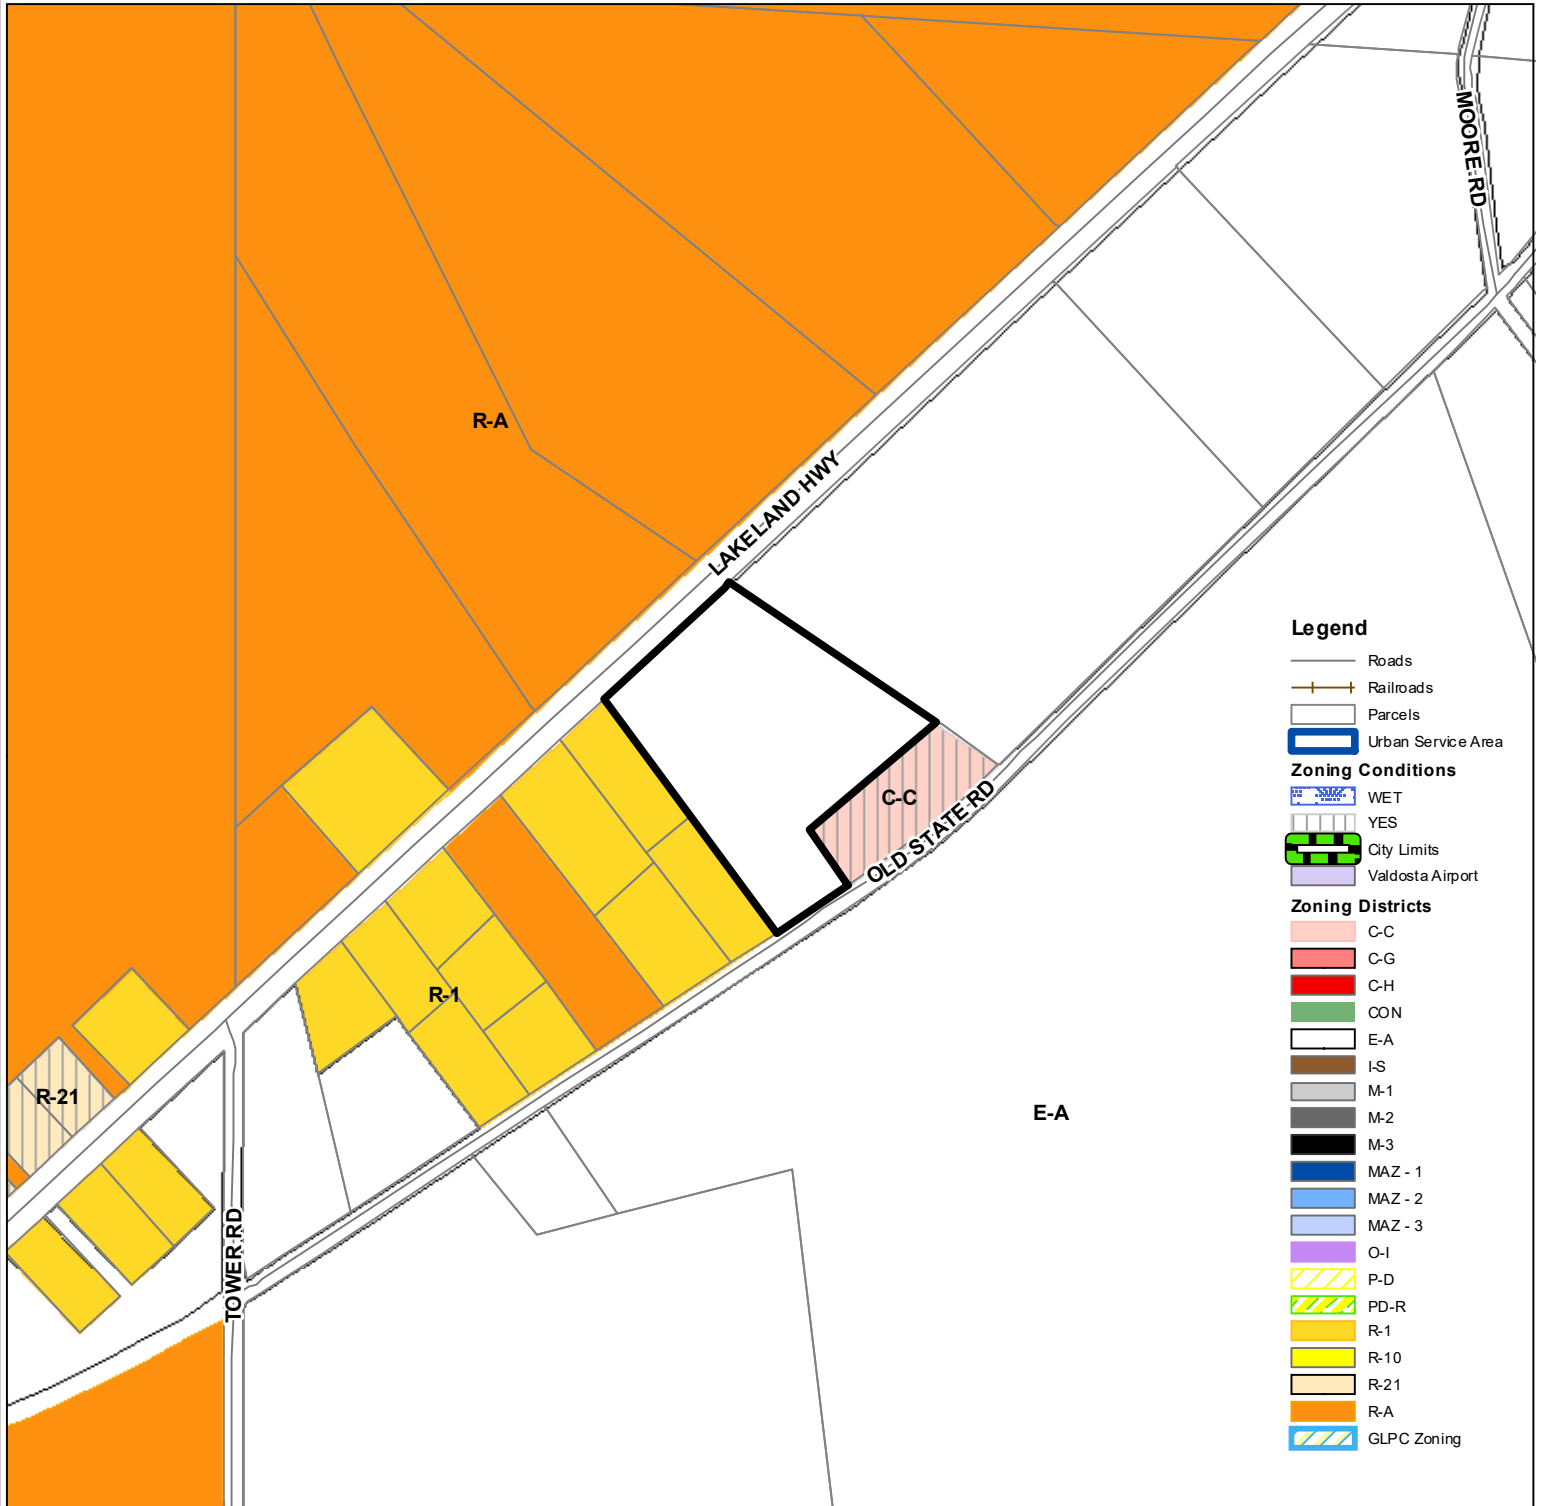 MOORE RD
R-A
LAKELAND HWY
C-C
OLD STATE RD
R-1
R-21
E-A
TOWER RD
Legend
Roads
Railroads
Parcels
Urban Service Area
Zoning Conditions
WET
YES
City Limits
Valdosta Airport
Zoning Districts
C-C
C-G
C-H
CON
E-A
I-S
M-1
M-2
M-3
MAZ - 1
MAZ - 2
MAZ - 3
O-I
P-D
PD-R
R-1
R-10
R-21
R-A
GLPC Zoning